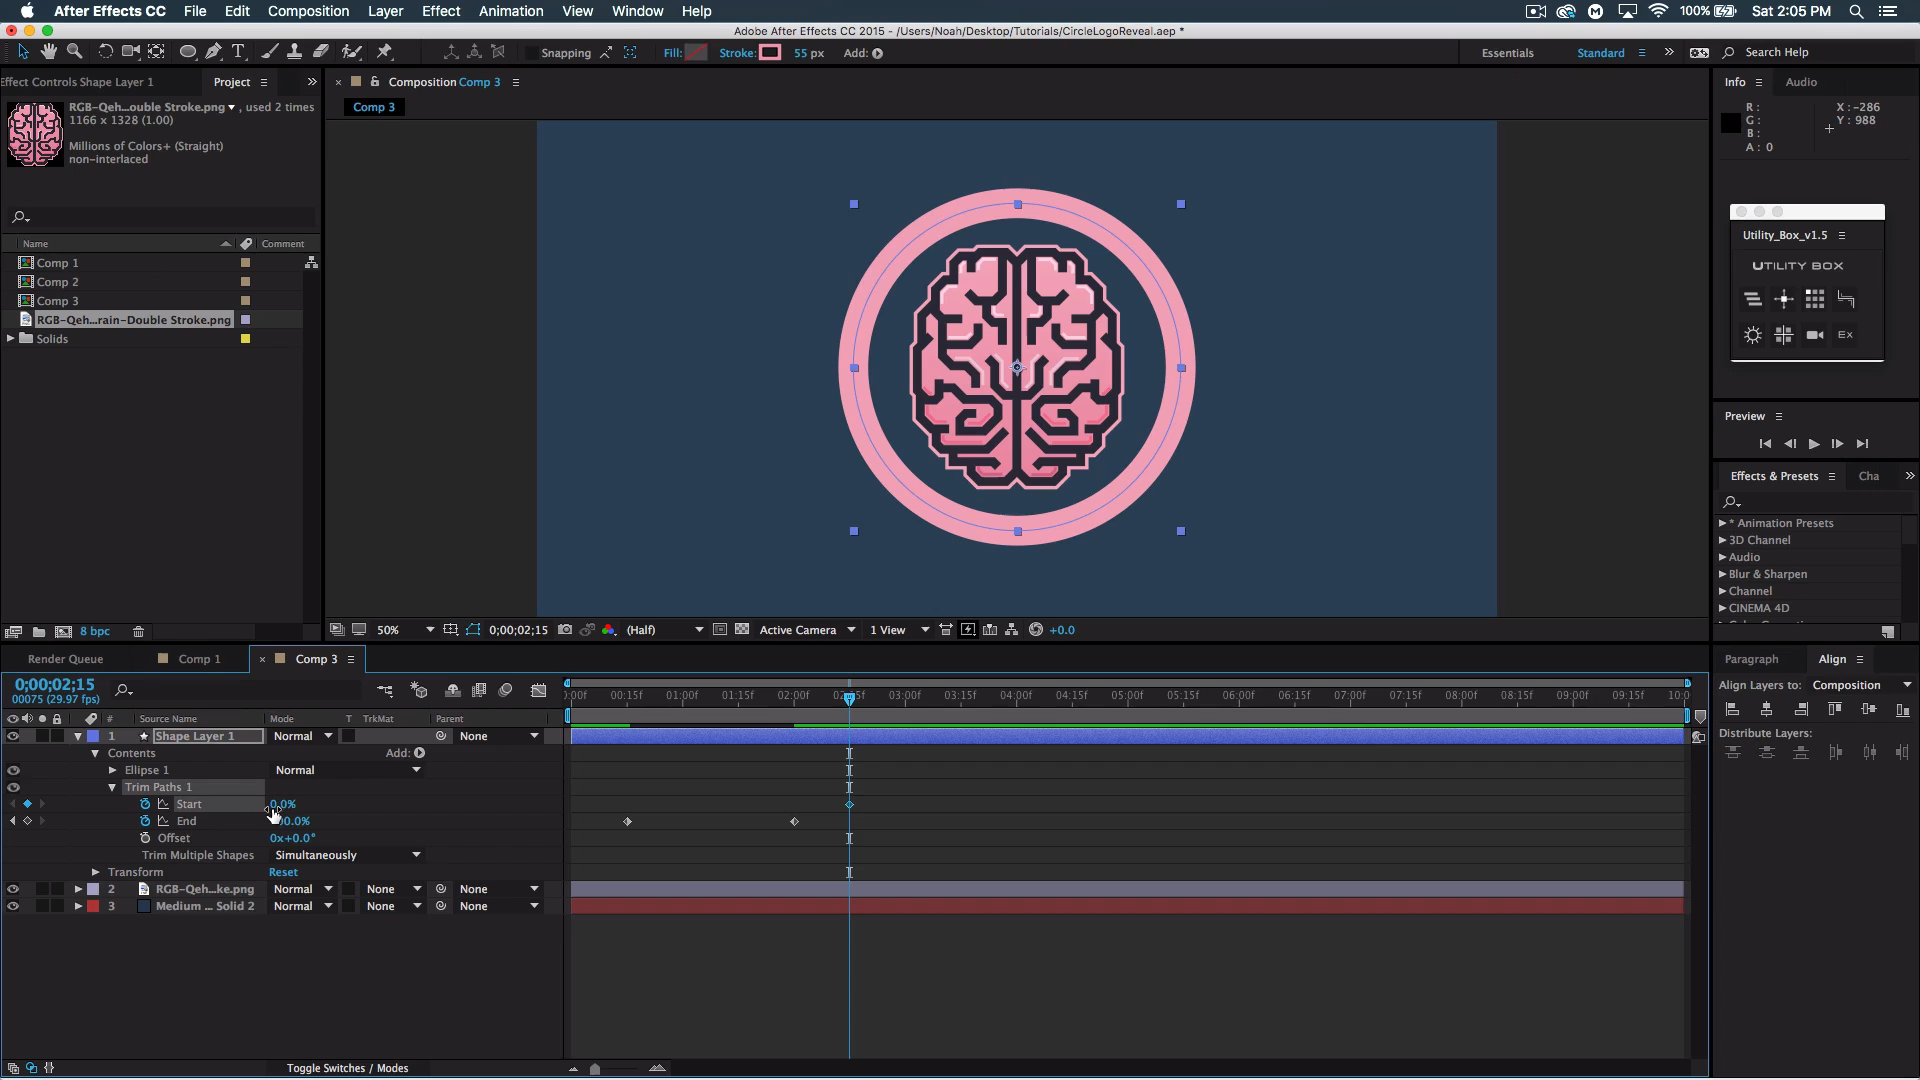 After Effects CC File Edit Composition Layer Effect Animation View Window Help 100% Sat 2:05 PM
Adobe After Effects CC 2015 - /Users/Noah/Desktop/Tutorials/CircleLogoReveal.aep *
Snapping Fill: Stroke: 55 px Add: Essentials Standard Search Help
Effect Controls Shape Layer 1 Project
Composition Comp 3
Info Audio
RGB-Qeh...ouble Stroke.png , used 2 times
1166 x 1328 (1.00)
Millions of Colors+ (Straight)
non-interlaced
Comp 3
R: X: -286
G: Y: 988
B:
A: 0
Name Comment
Comp 1
Comp 2
Comp 3
RGB-Qeh...rain-Double Stroke.png
Solids
Utility_Box_v1.5
UTILITY BOX
EX
Preview
Effects & Presets Cha
* Animation Presets
3D Channel
Audio
Blur & Sharpen
Channel
CINEMA 4D
8 bpc
50% 0;00;02;15 (Half) Active Camera 1 View +0.0
Render Queue Comp 1 Comp 3
0;00;02;15
00075 (29.97 fps)
:00f 00:15f 01:00f 01:15f 02:00f 02:15f 03:00f 03:15f 04:00f 04:15f 05:00f 05:15f 06:00f 06:15f 07:00f 07:15f 08:00f 08:15f 09:00f 09:15f 10:0
# Source Name Mode T TrkMat Parent
1 Shape Layer 1 Normal None
Contents Add:
Ellipse 1 Normal
Trim Paths 1
Start 0.0%
End 00.0%
Offset 0x+0.0°
Trim Multiple Shapes Simultaneously
Transform Reset
2 RGB-Qeh...ke.png Normal None None
3 Medium ... Solid 2 Normal None None
Toggle Switches / Modes
Paragraph Align
Align Layers to: Composition
Distribute Layers: